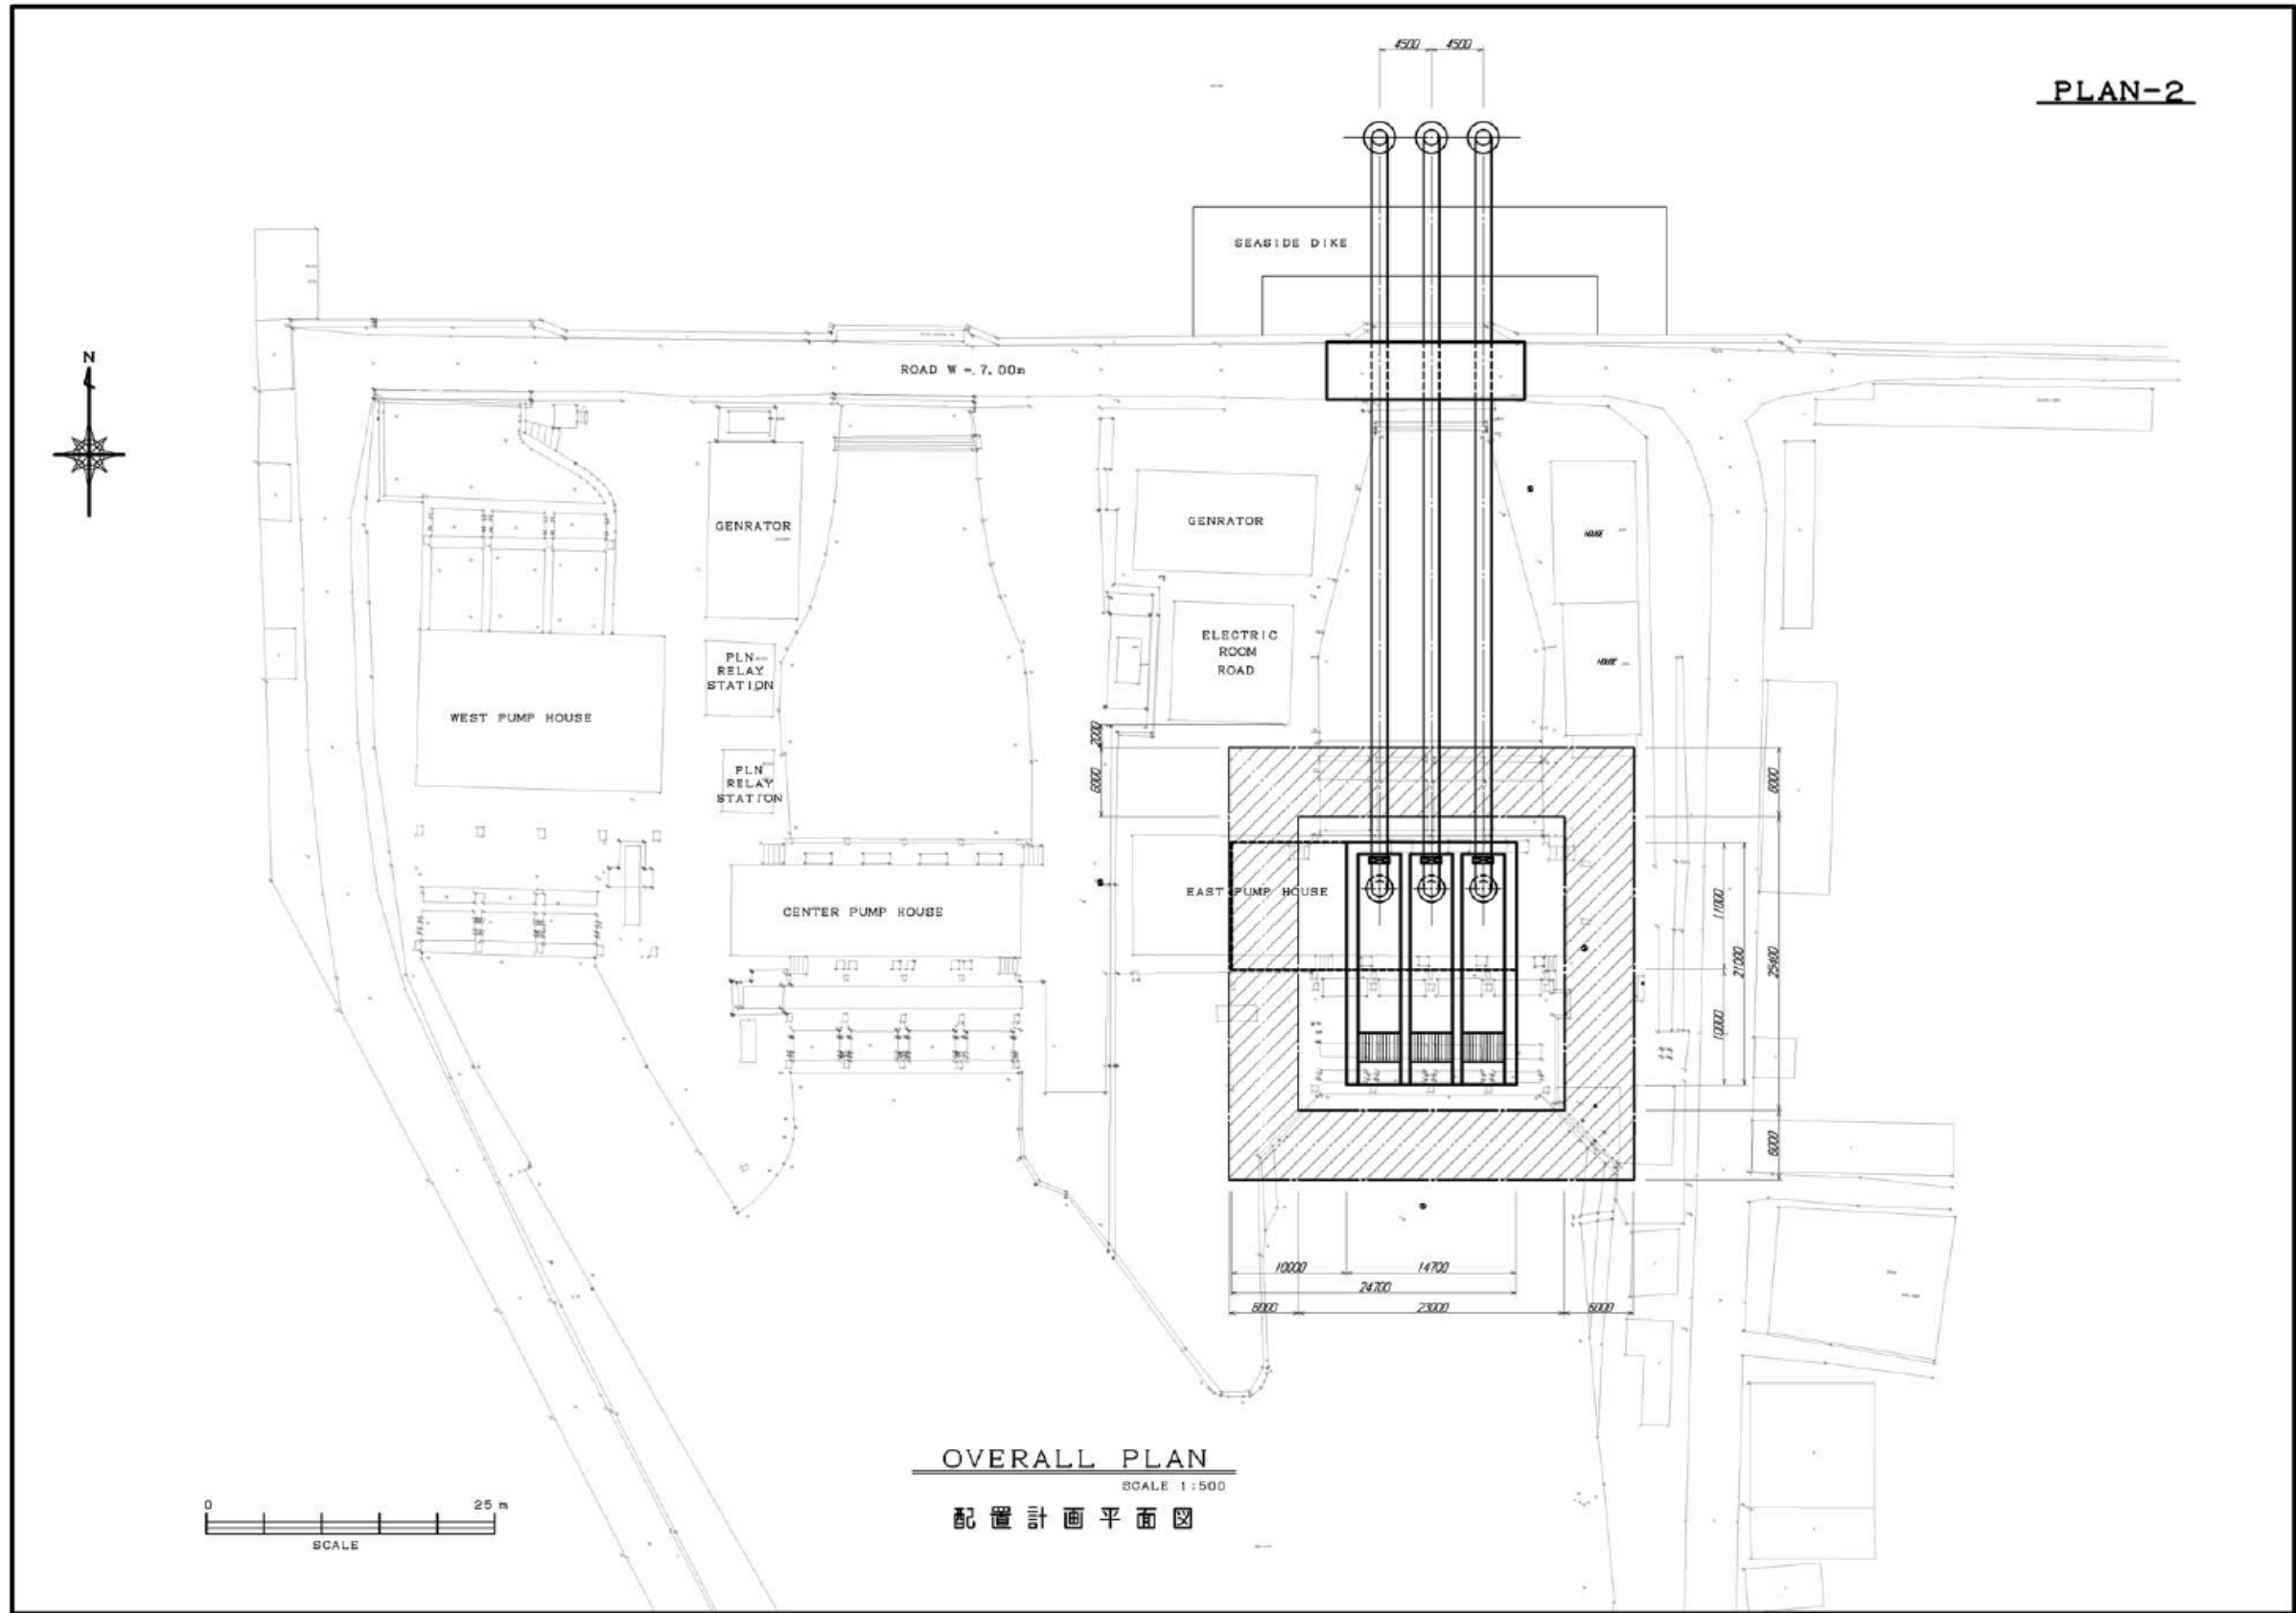 4500 4500
PLAN-2
SEASIDE DIKE
N
ROAD W = 7.00m
GENRATOR
GENRATOR
HOUSE
ELECTRIC
ROOM
ROAD
PLN
RELAY
STATION
HOUSE
WEST PUMP HOUSE
2000
6000
6000
PLN
RELAY
STATION
EAST PUMP HOUSE
CENTER PUMP HOUSE
11000
21000
25400
10000
6000
10000
14700
24700
6000
23000
6000
OVERALL PLAN
SCALE 1:500
配置計画平面図
0
25 m
SCALE